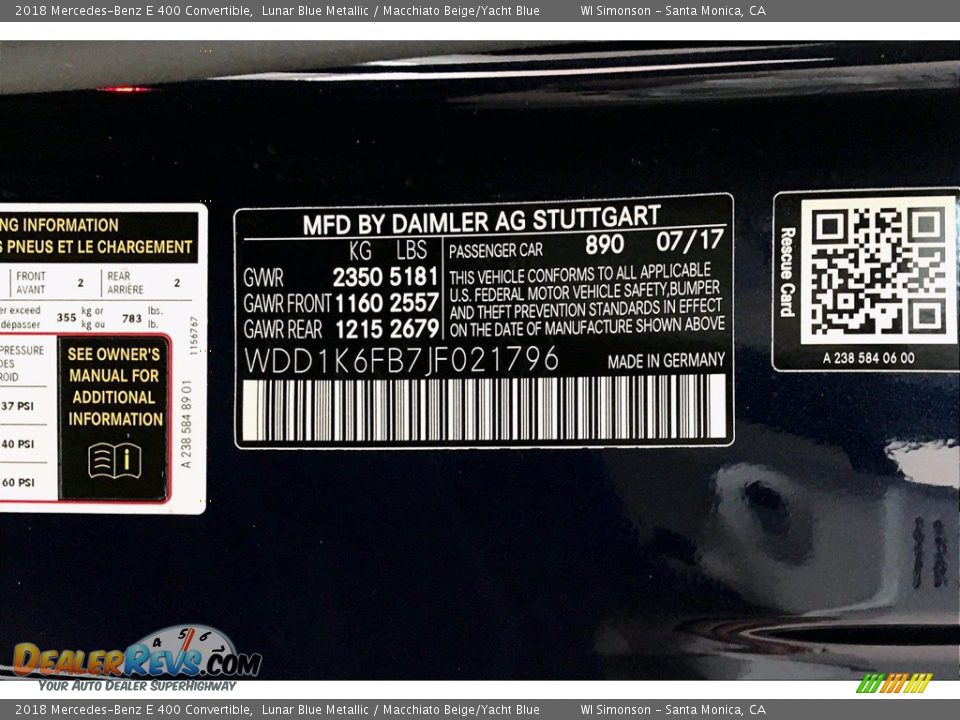 2018 Mercedes-Benz E 400 Convertible, Lunar Blue Metallic / Macchiato Beige/Yacht Blue WI Simonson - Santa Monica, CA
NG INFORMATION
S PNEUS ET LE CHARGEMENT
FRONT 2 REAR 2
AVANT ARRIÈRE
er exceed 355 kg or 783 lbs.
dépasser kg ou lb.
PRESSURE
DES
ROID
37 PSI
40 PSI
60 PSI
SEE OWNER'S
MANUAL FOR
ADDITIONAL
INFORMATION
i
1156767
A 238 584 89 01
MFD BY DAIMLER AG STUTTGART
KG LBS
GVWR 2350 5181
GAWR FRONT 1160 2557
GAWR REAR 1215 2679
PASSENGER CAR 890 07/17
THIS VEHICLE CONFORMS TO ALL APPLICABLE
U.S. FEDERAL MOTOR VEHICLE SAFETY,BUMPER
AND THEFT PREVENTION STANDARDS IN EFFECT
ON THE DATE OF MANUFACTURE SHOWN ABOVE
WDD1K6FB7JF021796 MADE IN GERMANY
Rescue Card
A 238 584 06 00
4 5 6 7
DEALERREVS.COM
YOUR AUTO DEALER SUPERHIGHWAY
2018 Mercedes-Benz E 400 Convertible, Lunar Blue Metallic / Macchiato Beige/Yacht Blue WI Simonson - Santa Monica, CA